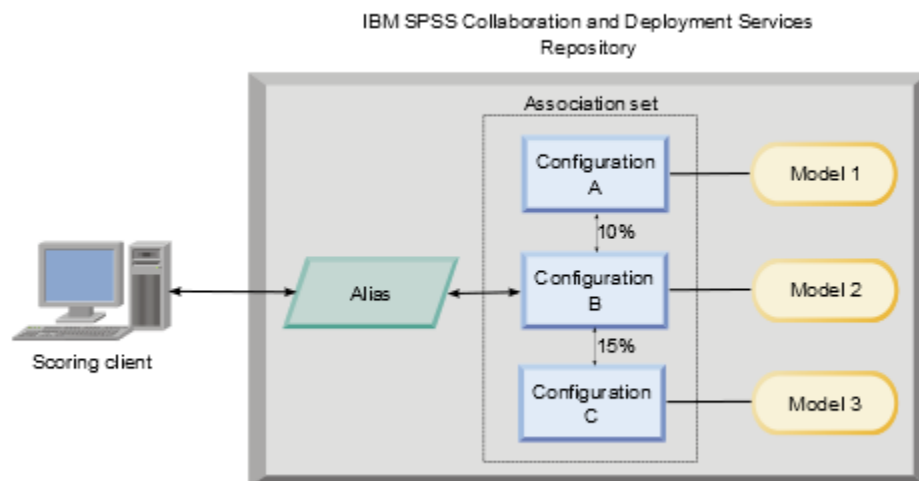 IBM SPSS Collaboration and Deployment Services
Repository
Association set
Configuration
A
Model 1
10%
Scoring client
Alias
Configuration
B
Model 2
15%
Configuration
C
Model 3